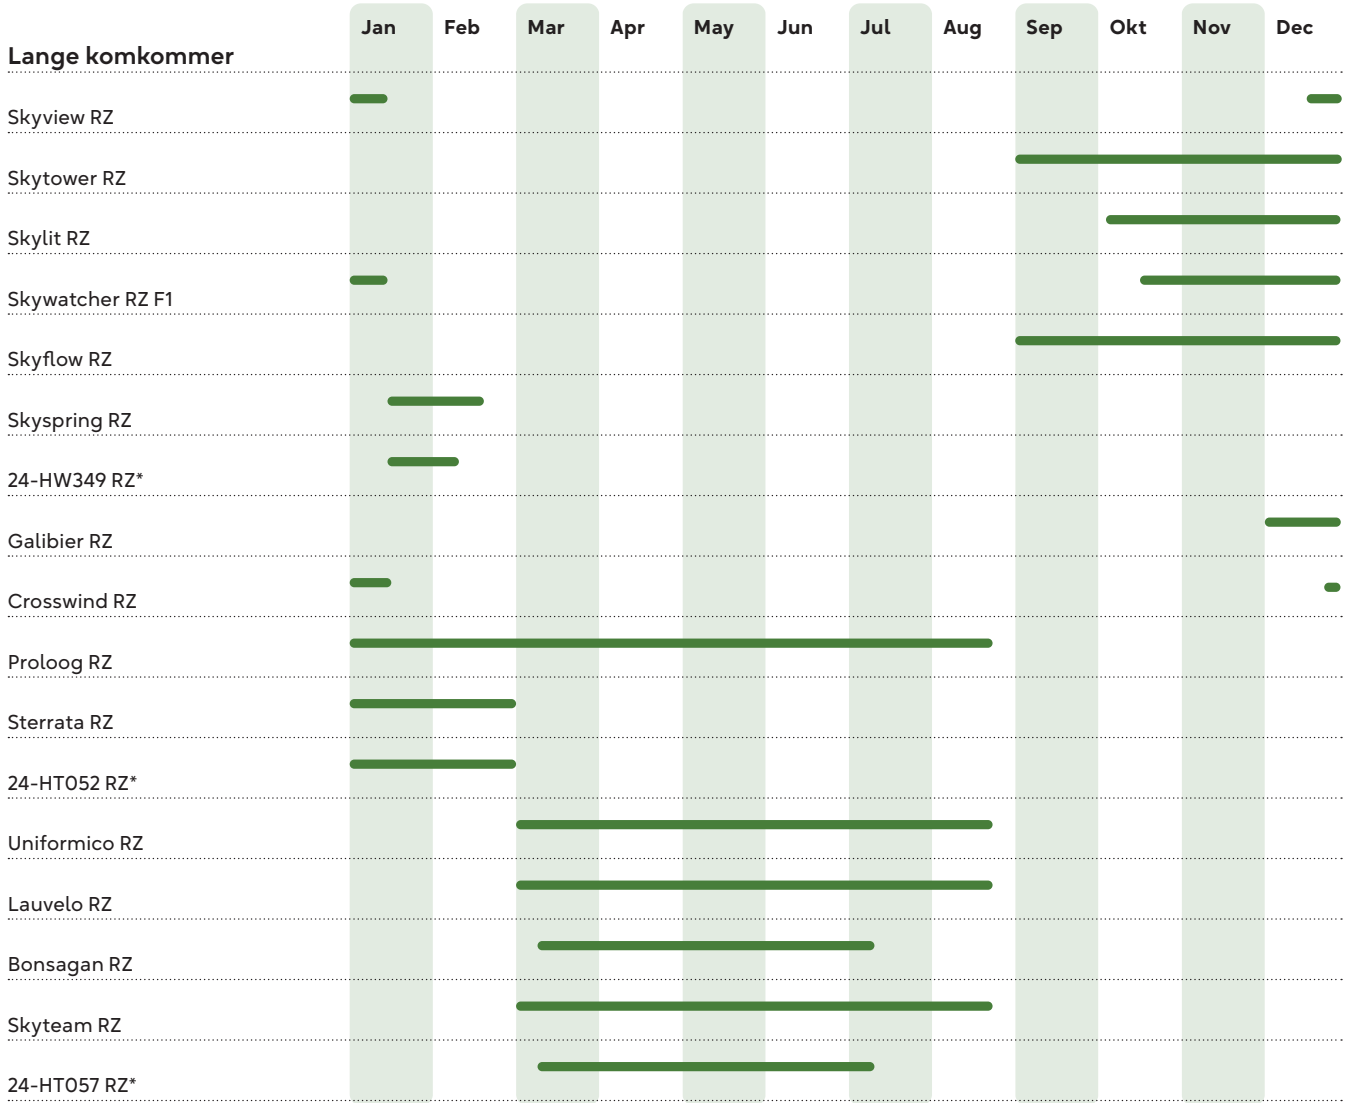 Jan Feb Mar Apr May Jun Jul Aug Sep Okt Nov Dec
Lange komkommer
Skyview RZ
Skytower RZ
Skylit RZ
Skywatcher RZ F1
Skyflow RZ
Skyspring RZ
24-HW349 RZ*
Galibier RZ
Crosswind RZ
Proloog RZ
Sterrata RZ
24-HT052 RZ*
Uniformico RZ
Lauvelo RZ
Bonsagan RZ
Skyteam RZ
24-HT057 RZ*